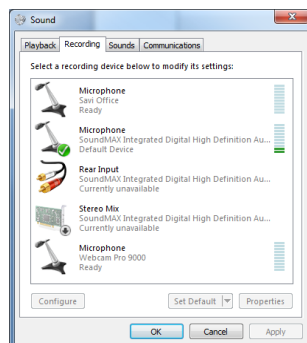 Sound
Playback Recording Sounds Communications
Select a recording device below to modify its settings:
Microphone
Savi Office
Ready
Microphone
SoundMAX Integrated Digital High Definition Au...
Default Device
Rear Input
SoundMAX Integrated Digital High Definition Au...
Currently unavailable
Stereo Mix
SoundMAX Integrated Digital High Definition Au...
Currently unavailable
Microphone
Webcam Pro 9000
Ready
Configure Set Default Properties
OK Cancel Apply